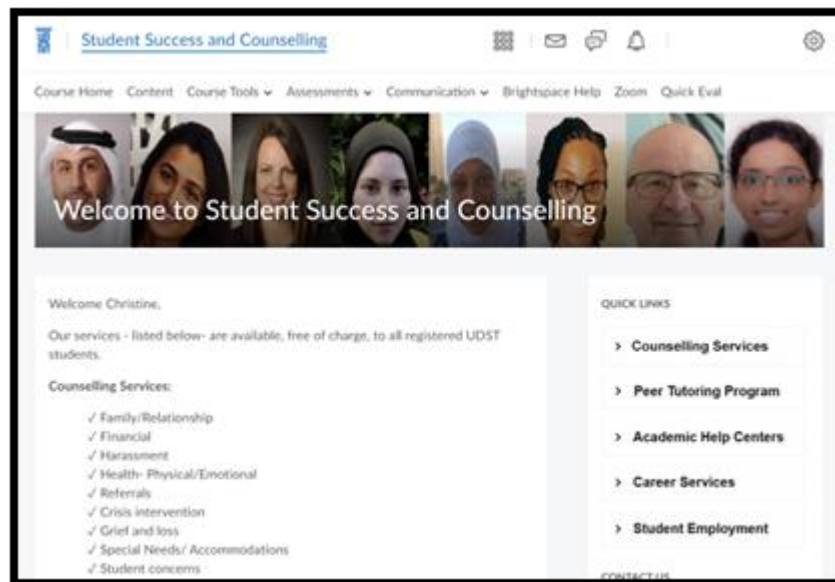 Student Success and Counselling
Course Home Content Course Tools Assessments Communication Brightspace Help Zoom Quick Eval
Welcome to Student Success and Counselling
Welcome Christine,
Our services - listed below- are available, free of charge, to all registered UDST
students.
Counselling Services:
✓ Family/Relationship
✓ Financial
✓ Harassment
✓ Health- Physical/Emotional
✓ Referrals
✓ Crisis intervention
✓ Grief and loss
✓ Special Needs/ Accommodations
✓ Student concerns
QUICK LINKS
> Counselling Services
> Peer Tutoring Program
> Academic Help Centers
> Career Services
> Student Employment
CONTACT US